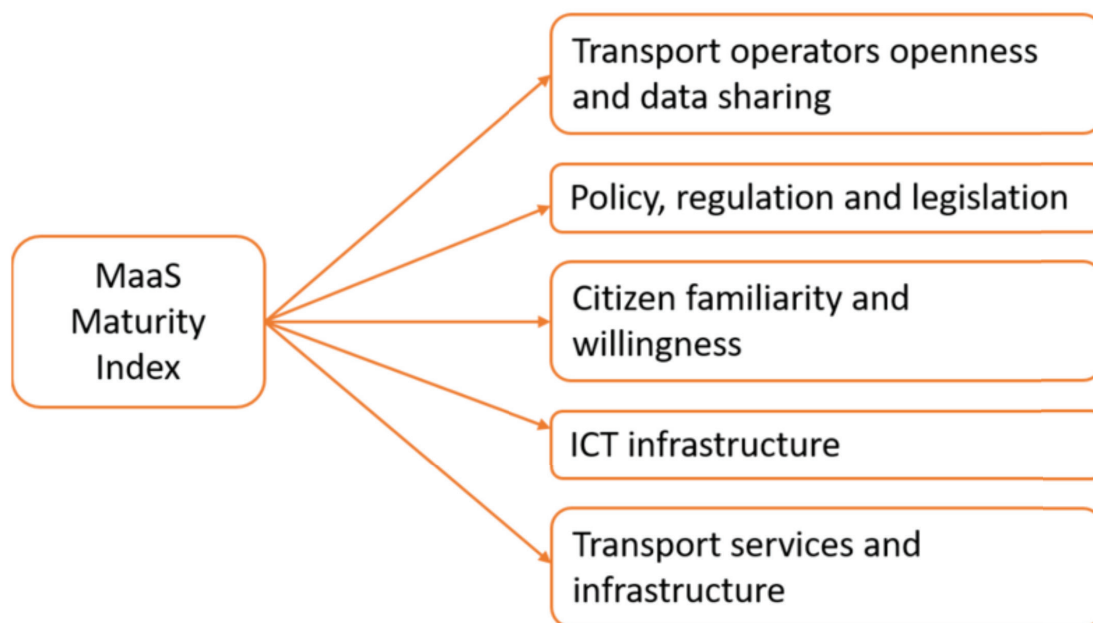 MaaS
Maturity
Index
Transport operators openness
and data sharing
Policy, regulation and legislation
Citizen familiarity and
willingness
ICT infrastructure
Transport services and
infrastructure